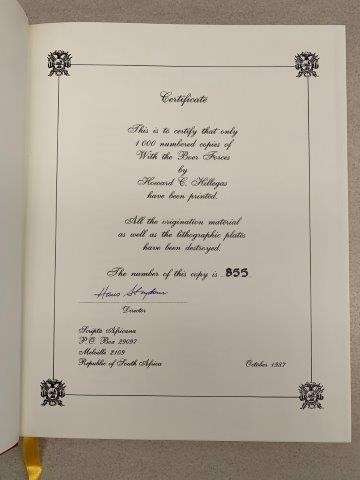 Certificate
This is to certify that only
1 000 numbered copies of
With the Boer Forces
by
Howard C. Hillegas
have been printed.
All the origination material
as well as the lithographic plates
have been destroyed.
The number of this copy is 855
Director
Scripta Africana
P.O. Box 29097
Melville 2109
Republic of South Africa
October 1987